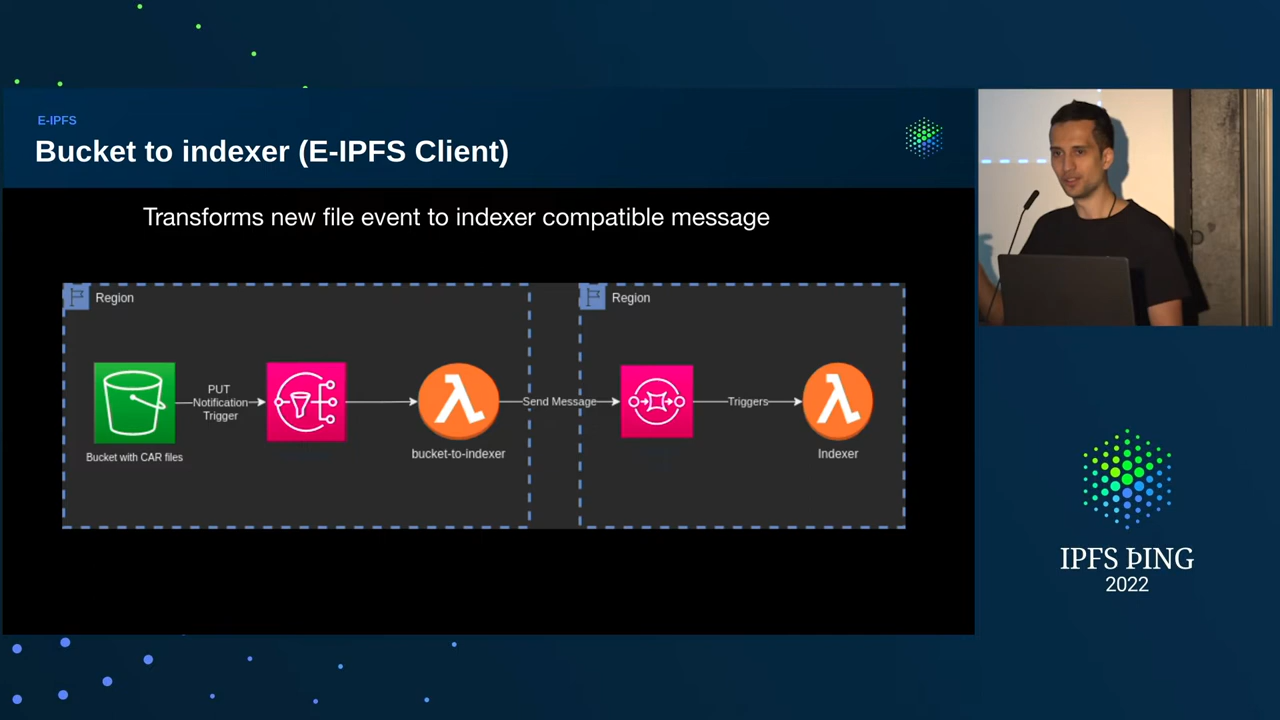 E-IPFS
Bucket to indexer (E-IPFS Client)
Transforms new file event to indexer compatible message
Region
Region
PUT
Notification
Trigger
Send Message
Triggers
Bucket with CAR files
bucket-to-indexer
Indexer
IPFS ÞING
2022